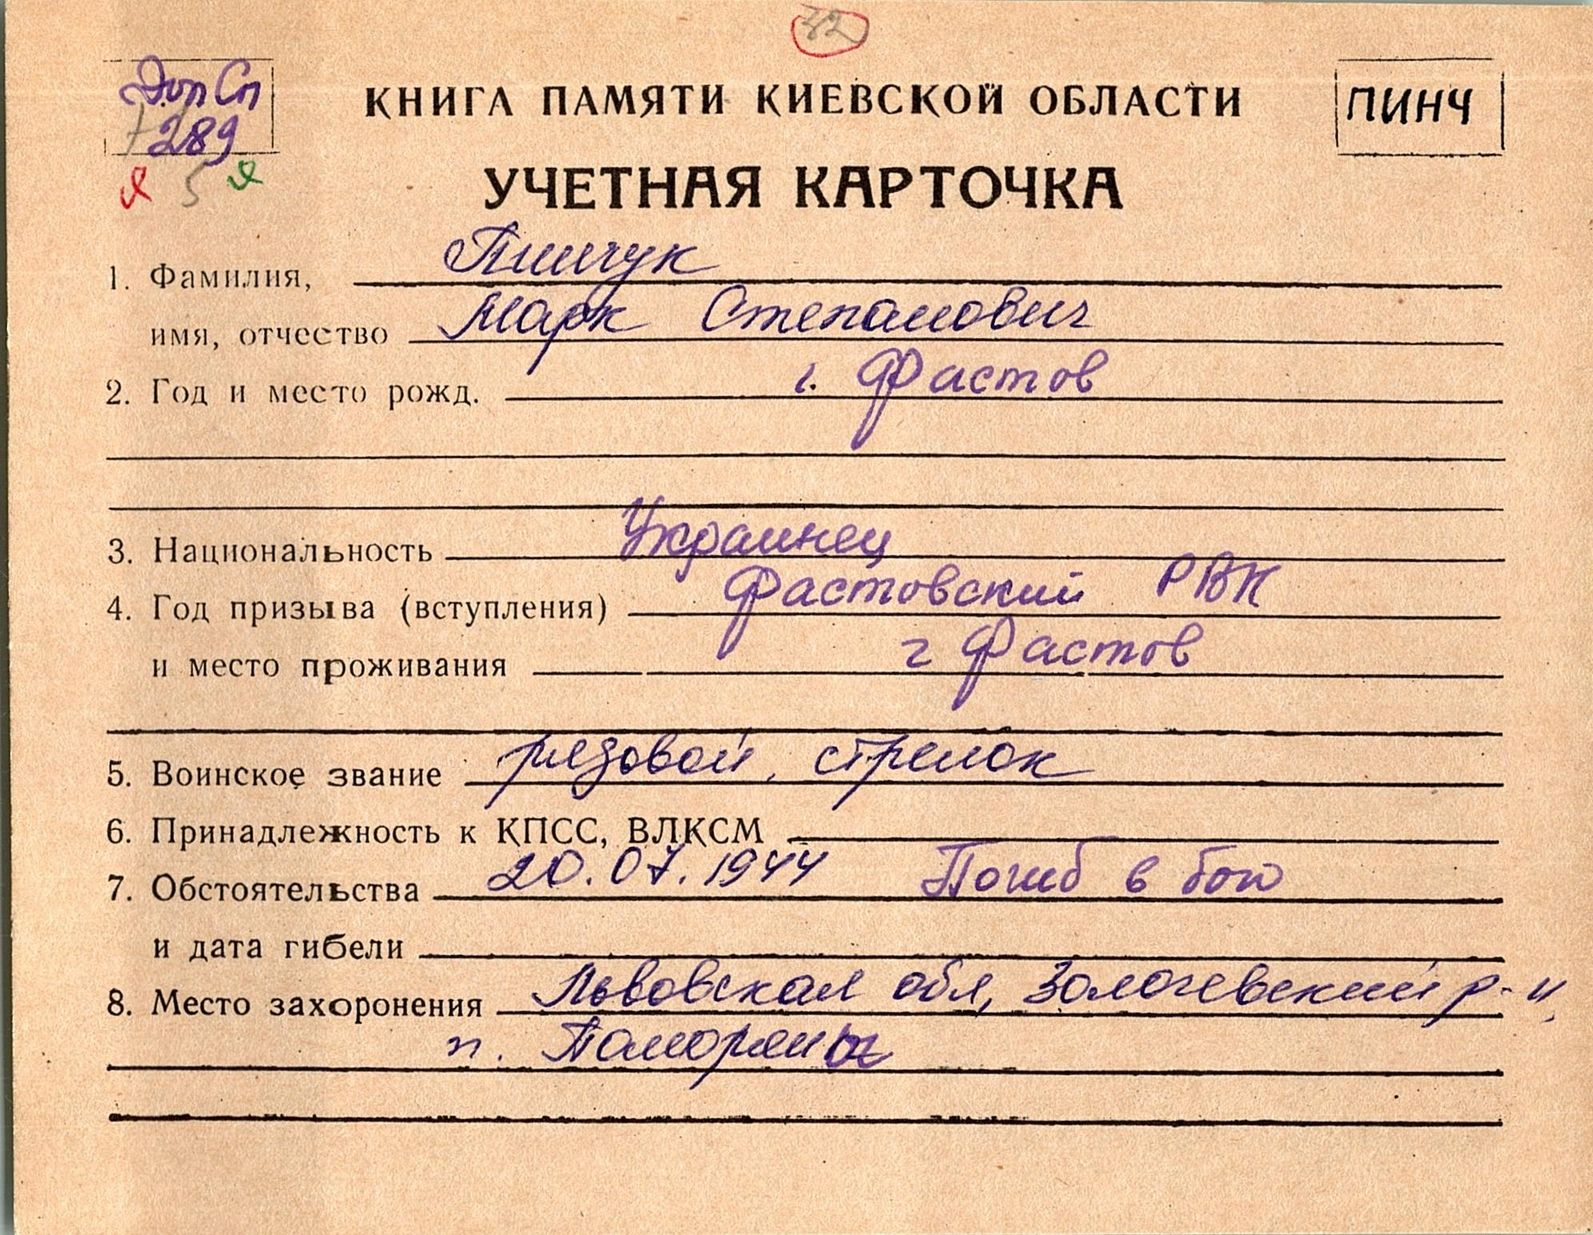 42
Доп Сп
289
КНИГА ПАМЯТИ КИЕВСКОЙ ОБЛАСТИ
ПИНЧ
я 5 я
УЧЕТНАЯ КАРТОЧКА
1. Фамилия, Пинчук
имя, отчество Марк Степанович
2. Год и место рожд. г. Фастов
3. Национальность Украинец
4. Год призыва (вступления) Фастовский РВК
и место проживания г Фастов
5. Воинское звание рядовой, стрелок
6. Принадлежность к КПСС, ВЛКСМ
7. Обстоятельства 20.07.1944 Погиб в бою
и дата гибели
8. Место захоронения Львовская обл, Золочевский р-н,
п. Поморяны